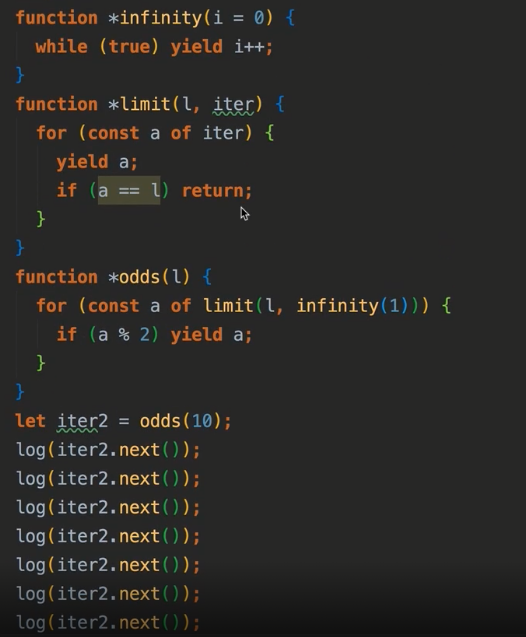 function *infinity(i = 0) {
while (true) yield i++;
}
function *limit(l, iter) {
for (const a of iter) {
yield a;
if (a == l) return;
}
}
function *odds(l) {
for (const a of limit(l, infinity(1))) {
if (a % 2) yield a;
}
}
let iter2 = odds(10);
log(iter2.next());
log(iter2.next());
log(iter2.next());
log(iter2.next());
log(iter2.next());
log(iter2.next());
log(iter2.next());